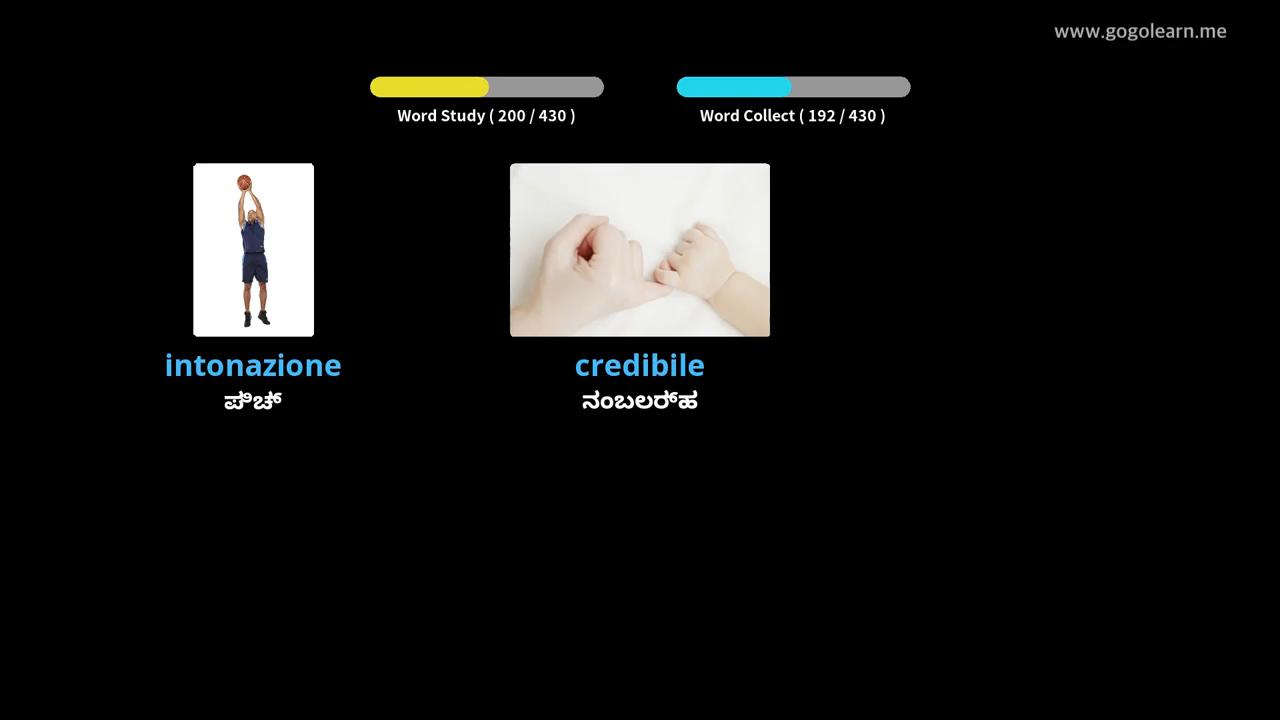 www.gogolearn.me
Word Study ( 200 / 430 )
Word Collect ( 192 / 430 )
intonazione
ಪಿಚ್
credibile
ನಂಬಲರ್ಹ